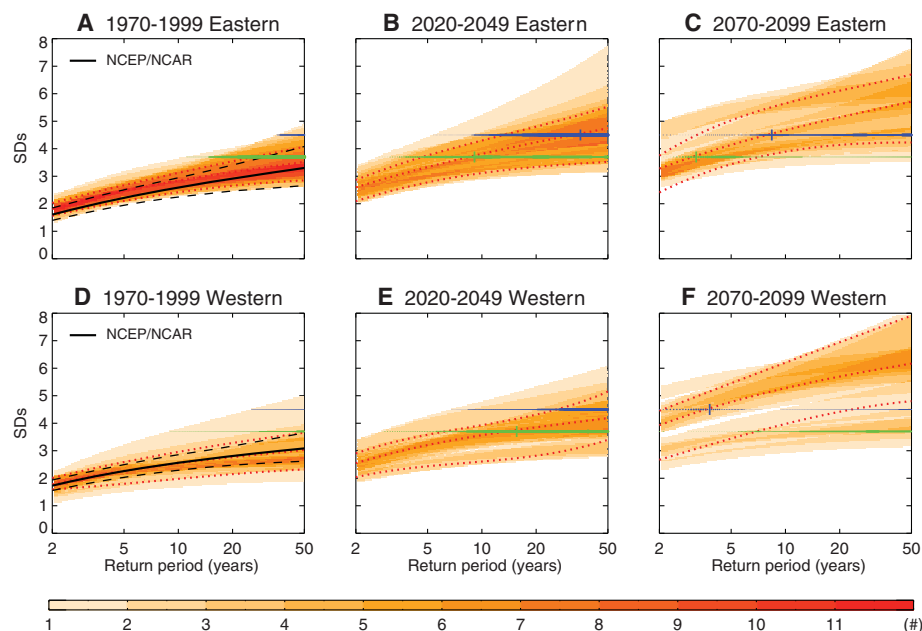 A 1970-1999 Eastern
B 2020-2049 Eastern
C 2070-2099 Eastern
8
7
6
5
4
3
2
1
0
SDs
NCEP/NCAR
D 1970-1999 Western
E 2020-2049 Western
F 2070-2099 Western
8
7
6
5
4
3
2
1
0
SDs
NCEP/NCAR
2 5 10 20 50
2 5 10 20 50
2 5 10 20 50
Return period (years)
Return period (years)
Return period (years)
1 2 3 4 5 6 7 8 9 10 11 (#)